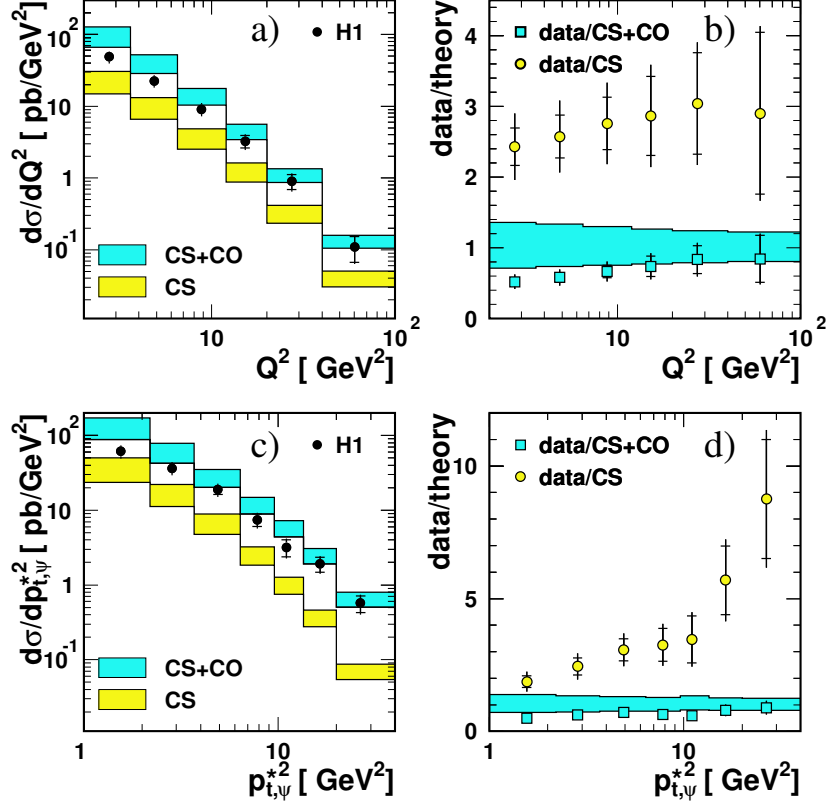 a)
H1
dσ/dQ² [ pb/GeV²]
10²
10
1
10⁻¹
CS+CO
CS
10
10²
Q² [ GeV²]
b)
data/CS+CO
data/CS
data/theory
4
3
2
1
0
10
10²
Q² [ GeV²]
c)
H1
dσ/dp*²t,ψ [ pb/GeV²]
10²
10
1
10⁻¹
CS+CO
CS
1
10
p*²t,ψ [ GeV²]
d)
data/CS+CO
data/CS
data/theory
10
5
0
1
10
p*²t,ψ [ GeV²]